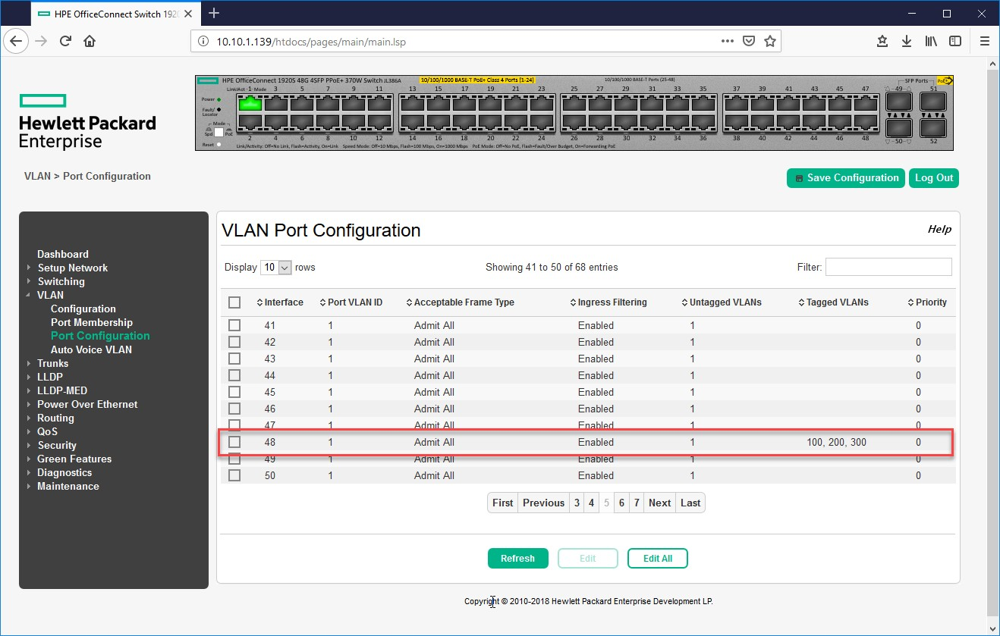 HPE OfficeConnect Switch 192
10.10.1.139/htdocs/pages/main/main.lsp
HPE OfficeConnect 1920S 48G 4SFP PPoE+ 370W Switch JL386A
10/100/1000 BASE-T PoE+ Class 4 Ports (1-24)
10/100/1000 BASE-T Ports (25-48)
SFP Ports
PoE+
Link/Act 1 Mode 3 5 7 9 11 13 15 17 19 21 23 25 27 29 31 33 35 37 39 41 43 45 47 49 51
Power
Fault/
Locator
Mode
Spd PoE
Reset
2 4 6 8 10 12 14 16 18 20 22 24 26 28 30 32 34 36 38 40 42 44 46 48 50 52
Link/Activity: Off=No Link, Flash=Activity, On=Link Speed Mode: Off=10 Mbps, Flash=100 Mbps, On=1000 Mbps PoE Mode: Off=No PoE, Flash=Fault/Over Budget, On=Forwarding PoE
Hewlett Packard
Enterprise
VLAN > Port Configuration
Save Configuration
Log Out
Dashboard
Setup Network
Switching
VLAN
Configuration
Port Membership
Port Configuration
Auto Voice VLAN
Trunks
LLDP
LLDP-MED
Power Over Ethernet
Routing
QoS
Security
Green Features
Diagnostics
Maintenance
VLAN Port Configuration
Help
Display 10 rows
Showing 41 to 50 of 68 entries
Filter:
Interface Port VLAN ID Acceptable Frame Type Ingress Filtering Untagged VLANs Tagged VLANs Priority
41 1 Admit All Enabled 1 0
42 1 Admit All Enabled 1 0
43 1 Admit All Enabled 1 0
44 1 Admit All Enabled 1 0
45 1 Admit All Enabled 1 0
46 1 Admit All Enabled 1 0
47 1 Admit All Enabled 1 0
48 1 Admit All Enabled 1 100, 200, 300 0
49 1 Admit All Enabled 1 0
50 1 Admit All Enabled 1 0
First Previous 3 4 5 6 7 Next Last
Refresh
Edit
Edit All
Copyright © 2010-2018 Hewlett Packard Enterprise Development LP.